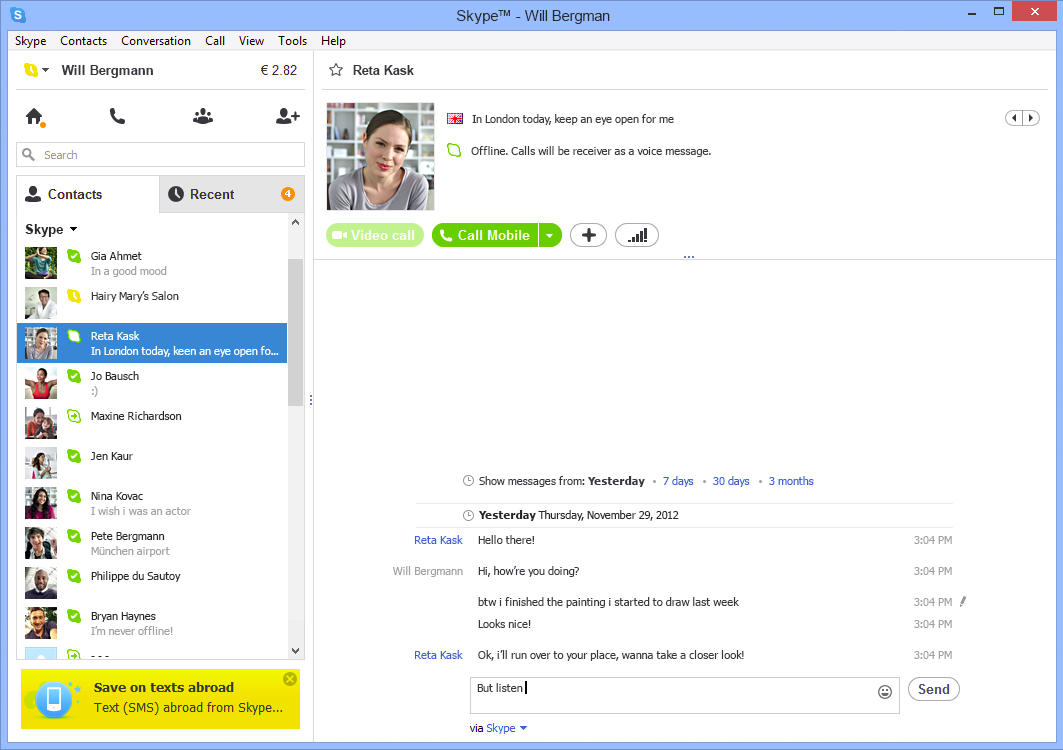 Skype™ - Will Bergman
Skype Contacts Conversation Call View Tools Help
Will Bergmann € 2.82
Search
Contacts
Recent 4
Skype
Gia Ahmet
In a good mood
Hairy Mary's Salon
Reta Kask
In London today, keen an eye open fo...
Jo Bausch
:)
Maxine Richardson
Jen Kaur
Nina Kovac
I wish i was an actor
Pete Bergmann
München airport
Philippe du Sautoy
Bryan Haynes
I'm never offline!
Save on texts abroad
Text (SMS) abroad from Skype...
Reta Kask
In London today, keep an eye open for me
Offline. Calls will be receiver as a voice message.
Video call
Call Mobile
Show messages from: Yesterday • 7 days • 30 days • 3 months
Yesterday Thursday, November 29, 2012
Reta Kask Hello there! 3:04 PM
Will Bergmann Hi, how're you doing? 3:04 PM
btw i finished the painting i started to draw last week 3:04 PM
Looks nice! 3:04 PM
Reta Kask Ok, i'll run over to your place, wanna take a closer look! 3:04 PM
But listen
Send
via Skype